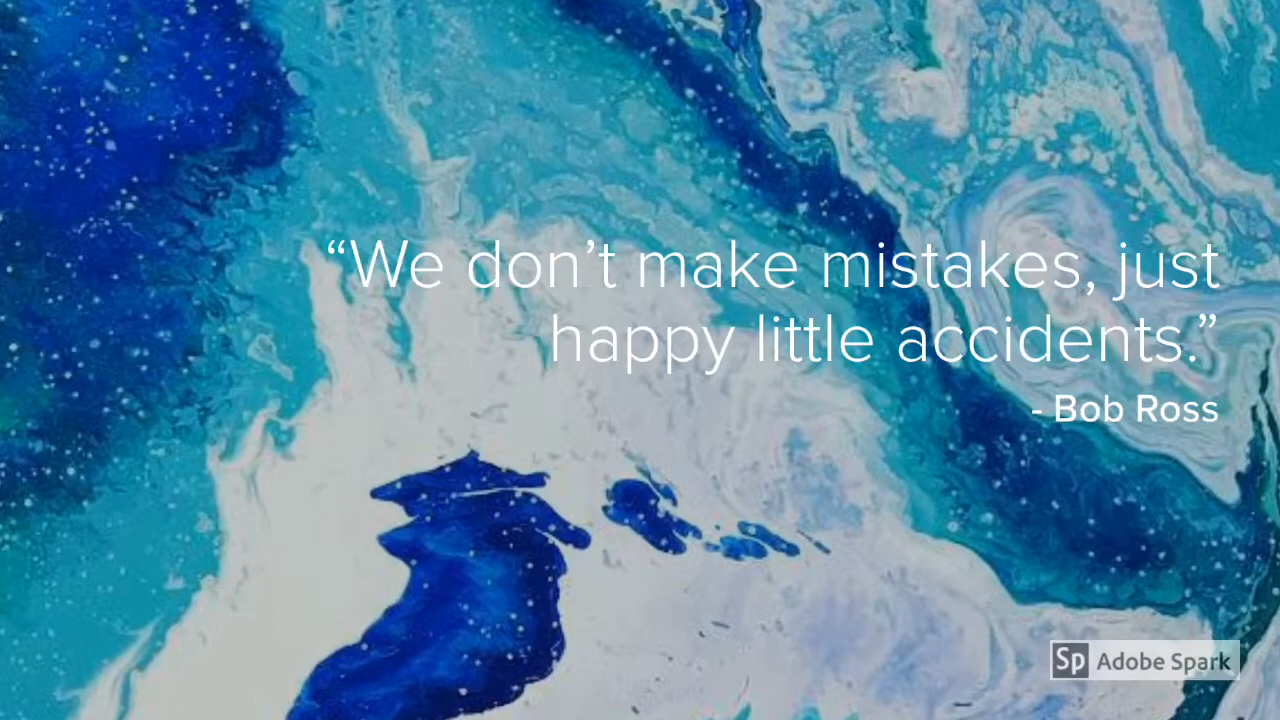 “We don’t make mistakes, just
happy little accidents.”
- Bob Ross
Sp Adobe Spark